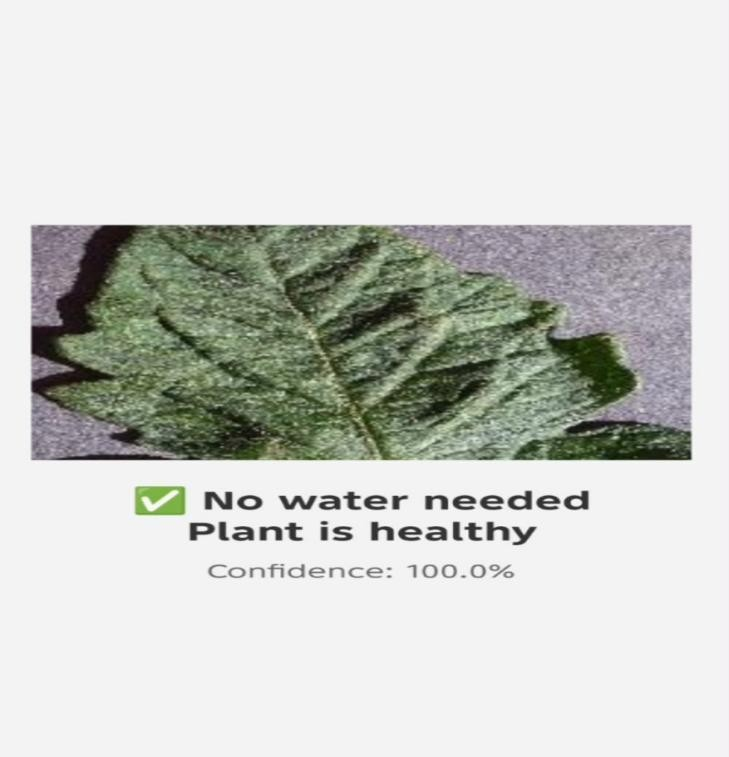 ✅ No water needed
Plant is healthy
Confidence: 100.0%